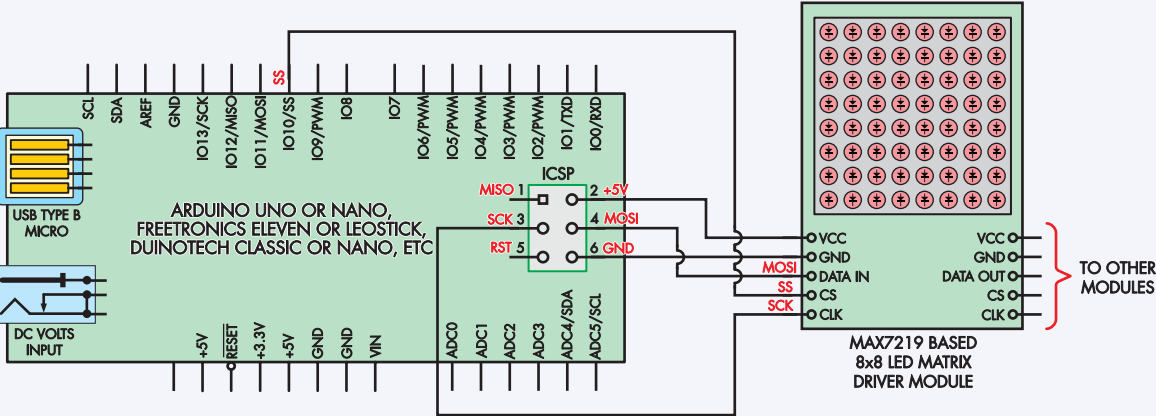 SS
SCL
SDA
AREF
GND
IO13/SCK
IO12/MISO
IO11/MOSI
IO10/SS
IO9/PWM
IO8
IO7
IO6/PWM
IO5/PWM
IO4/PWM
IO3/PWM
IO2/PWM
IO1/TXD
IO0/RXD
USB TYPE B
MICRO
ARDUINO UNO OR NANO,
FREETRONICS ELEVEN OR LEOSTICK,
DUINOTECH CLASSIC OR NANO, ETC
ICSP
MISO 1 2 +5V
SCK 3 4 MOSI
RST 5 6 GND
DC VOLTS
INPUT
+5V
RESET
+3.3V
+5V
GND
GND
VIN
ADC0
ADC1
ADC2
ADC3
ADC4/SDA
ADC5/SCL
VCC
GND
MOSI DATA IN
SS CS
SCK CLK
VCC
GND
DATA OUT
CS
CLK
TO OTHER
MODULES
MAX7219 BASED
8x8 LED MATRIX
DRIVER MODULE